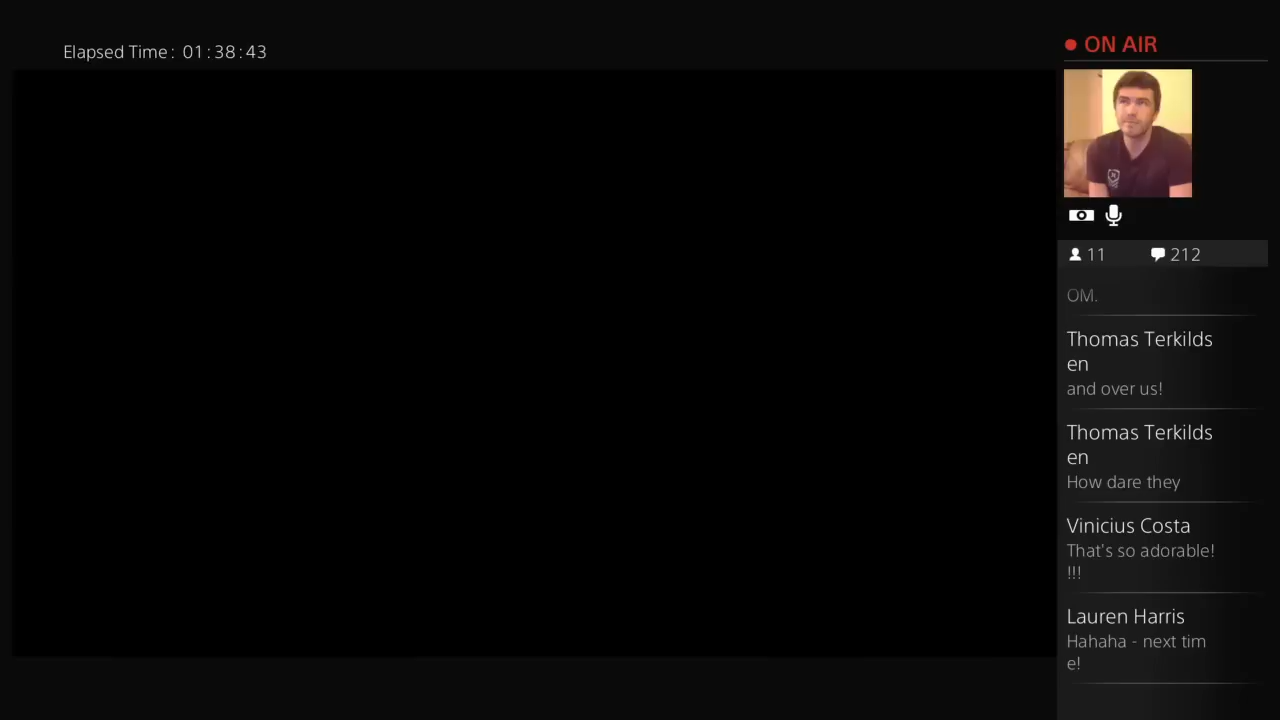 Elapsed Time: 01:38:43
ON AIR
11 212
OM.
Thomas Terkilds
en
and over us!
Thomas Terkilds
en
How dare they
Vinicius Costa
That's so adorable!
!!!
Lauren Harris
Hahaha - next tim
e!